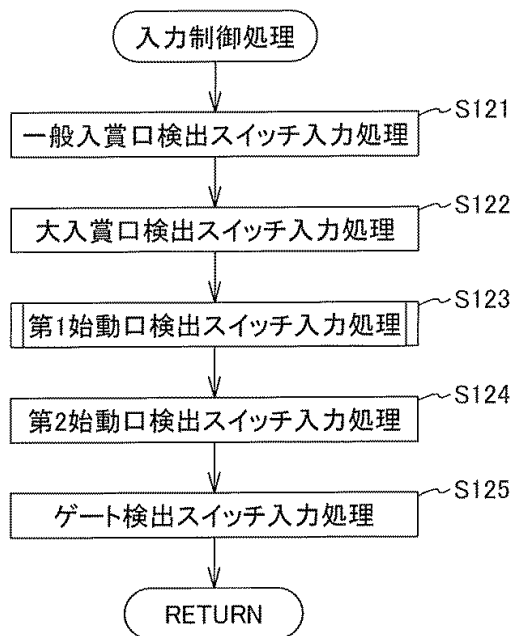 入力制御処理
S121
一般入賞口検出スイッチ入力処理
S122
大入賞口検出スイッチ入力処理
S123
第1始動口検出スイッチ入力処理
S124
第2始動口検出スイッチ入力処理
S125
ゲート検出スイッチ入力処理
RETURN